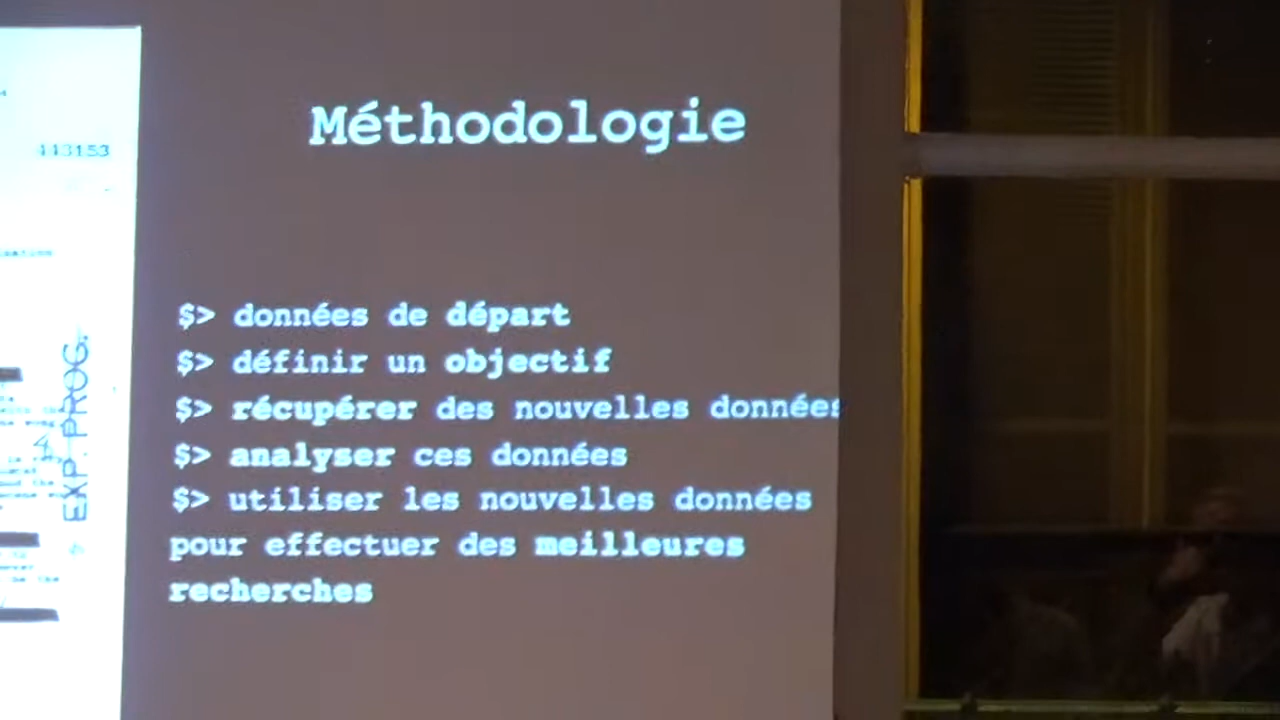 443153
EXP. PROG.
Méthodologie
$> données de départ
$> définir un objectif
$> récupérer des nouvelles données
$> analyser ces données
$> utiliser les nouvelles données
pour effectuer des meilleures
recherches